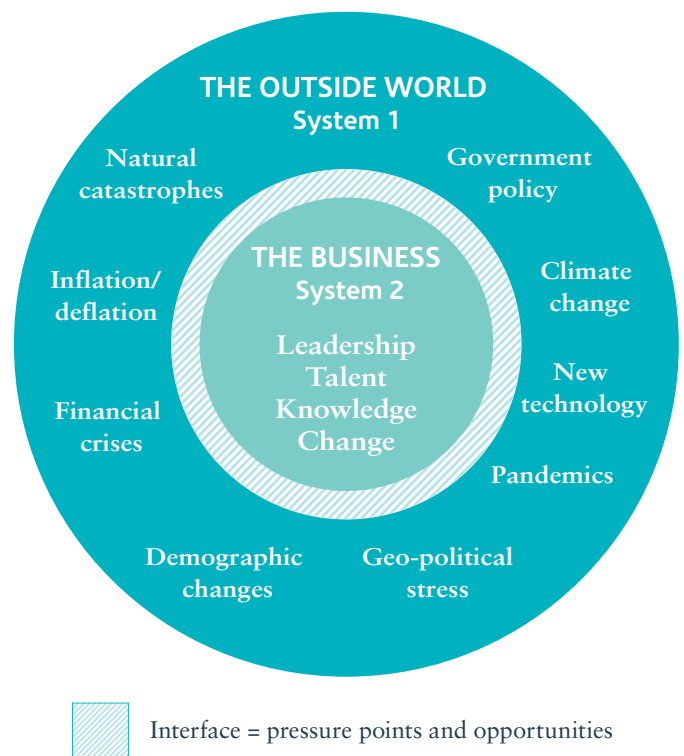 THE OUTSIDE WORLD
System 1
Natural
catastrophes
Government
policy
THE BUSINESS
System 2
Inflation/
deflation
Climate
change
Leadership
Talent
Knowledge
Change
New
technology
Financial
crises
Pandemics
Demographic
changes
Geo-political
stress
Interface = pressure points and opportunities